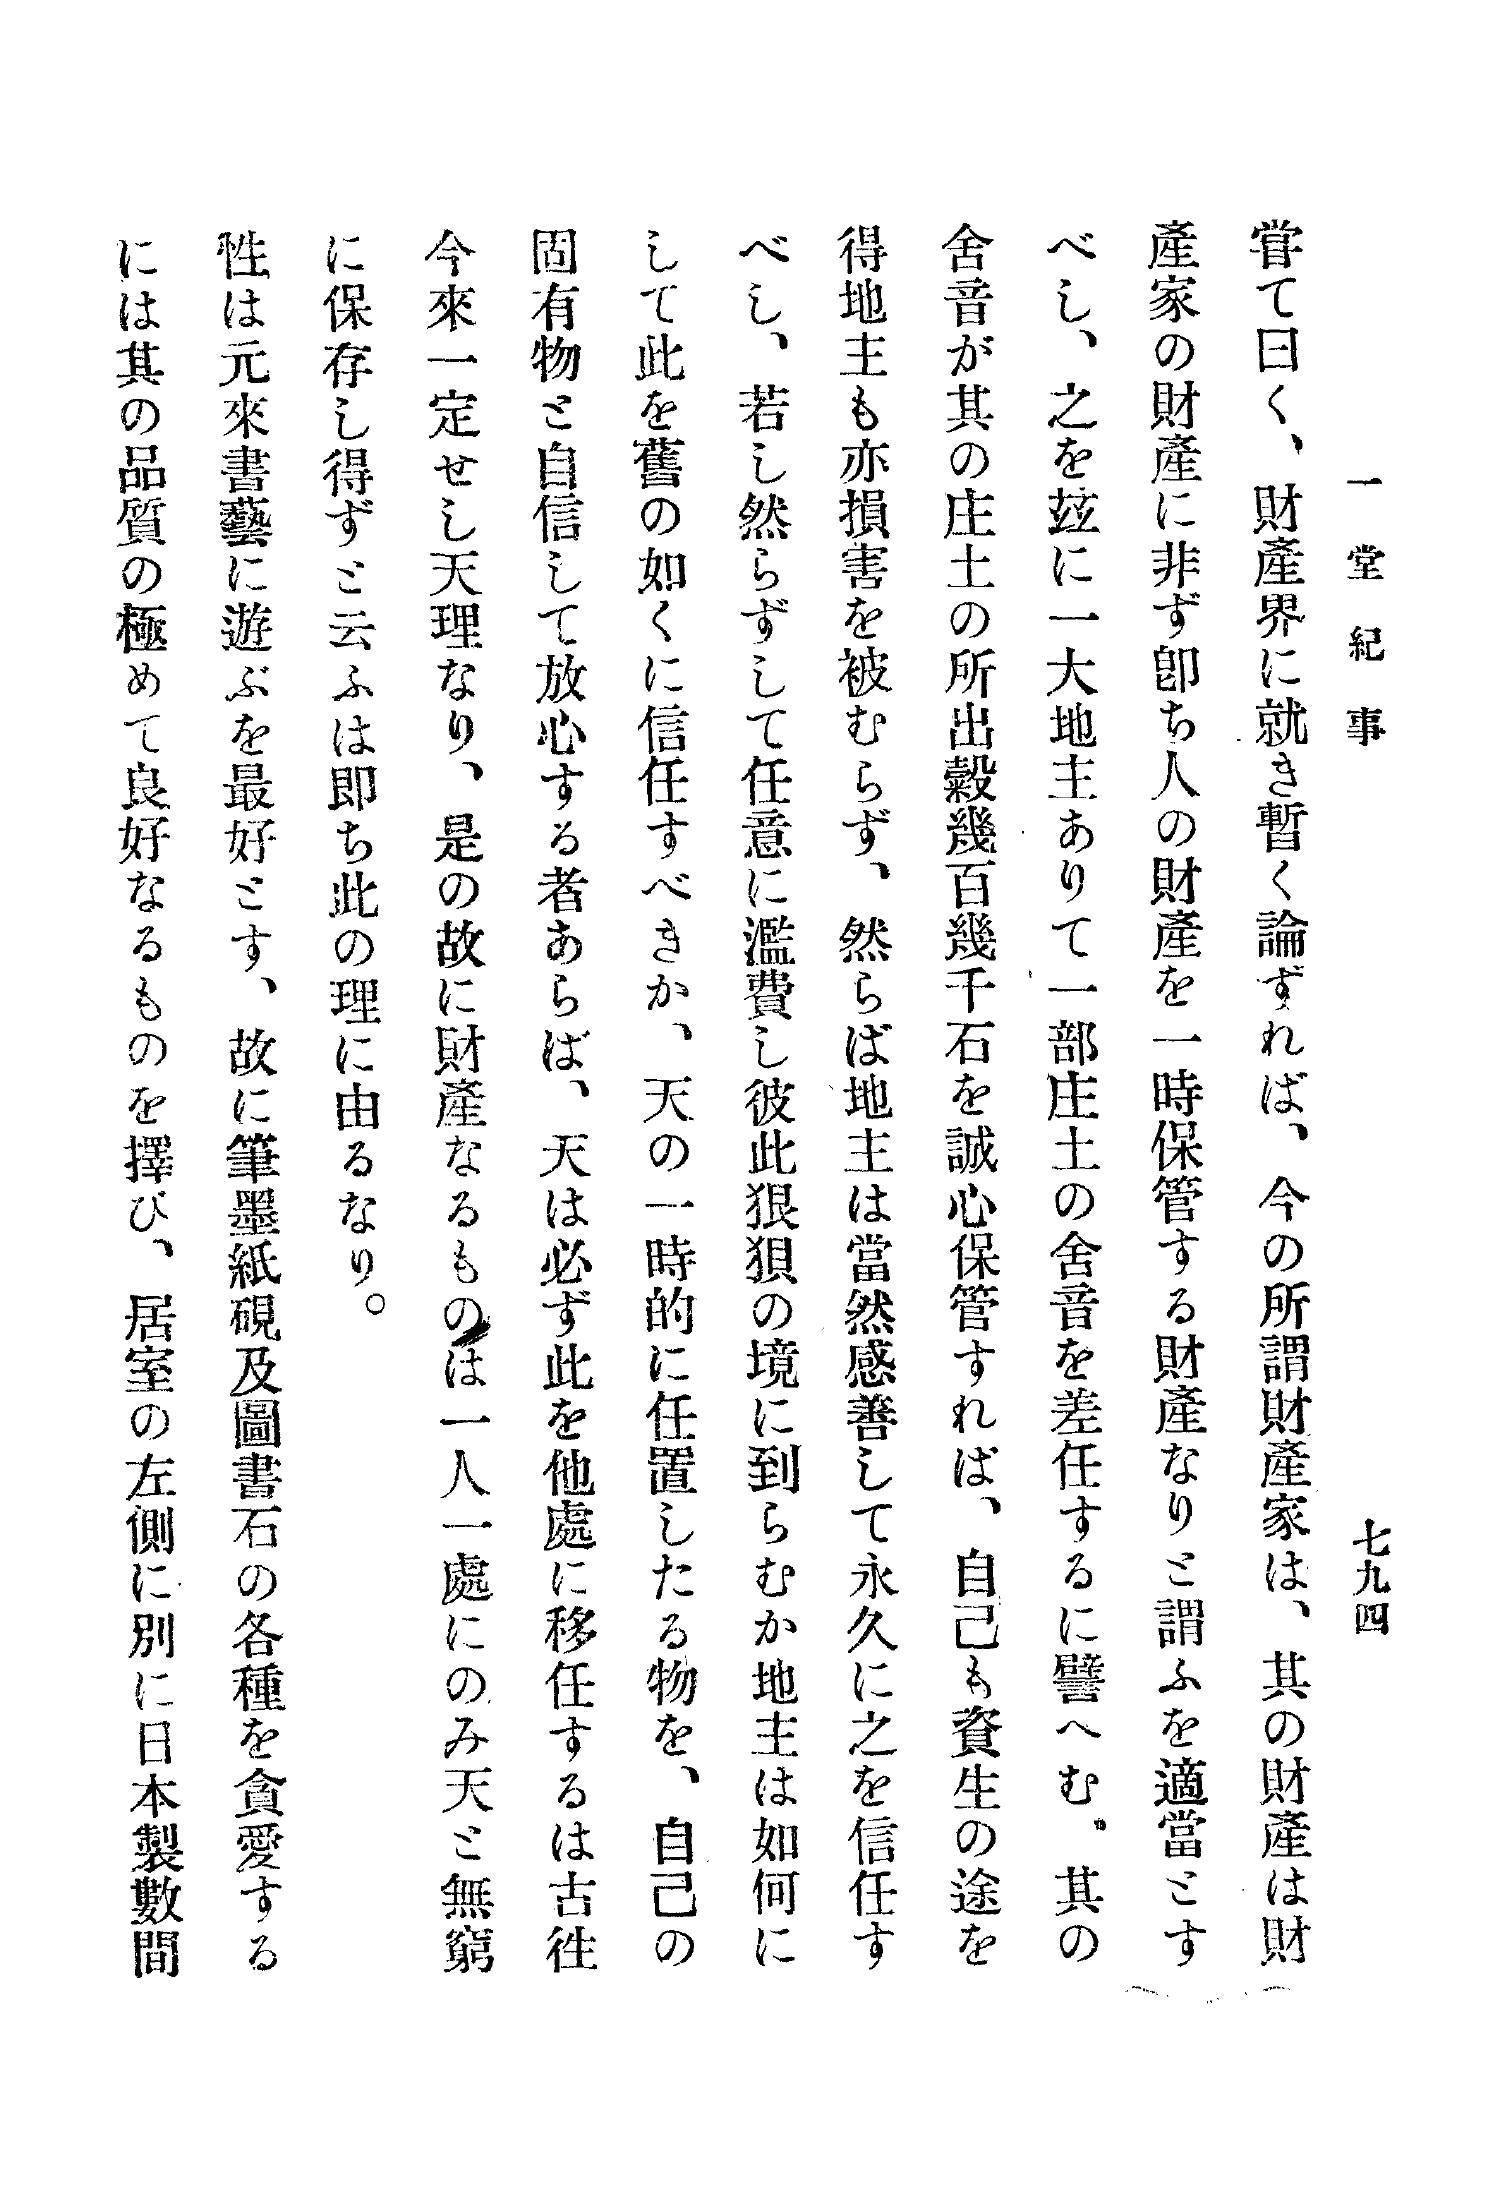 一堂紀事
七九四
嘗て曰く、財產界に就き暫く論ずれば、今の所謂財產家は、其の財產は財
產家の財產に非ず卽ち人の財產を一時保管する財產なりと謂ふを適當とす
べし、之を玆に一大地主ありて一部庄土の舍音を差任するに譬へむ。其の
舍音が其の庄土の所出穀幾百幾千石を誠心保管すれば、自己も資生の途を
得地主も亦損害を被むらず、然らば地主は當然感善して永久に之を信任す
べし、若し然らずして任意に濫費し彼此狼狽の境に到らむか地主は如何に
して此を舊の如くに信任すべきか、天の一時的に任置したる物を、自己の
固有物と自信して放心する者あらば、天は必ず此を他處に移任するは古往
今來一定せし天理なり、是の故に財產なるものは一人一處にのみ天と無窮
に保存し得ずと云ふは卽ち此の理に由るなり。
性は元來書藝に遊ぶを最好とす、故に筆墨紙硯及圖書石の各種を貪愛する
には其の品質の極めて良好なるものを擇び、居室の左側に別に日本製數間